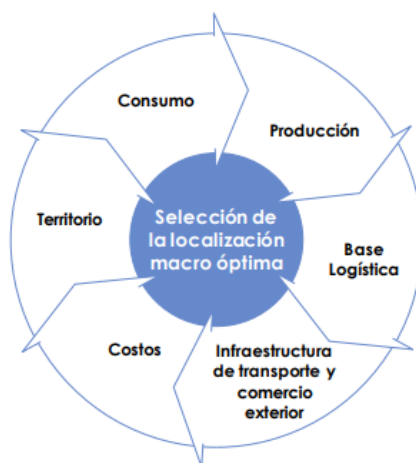 Consumo
Producción
Territorio
Selección de
la localización
macro óptima
Base
Logística
Costos
Infraestructura
de transporte y
comercio
exterior